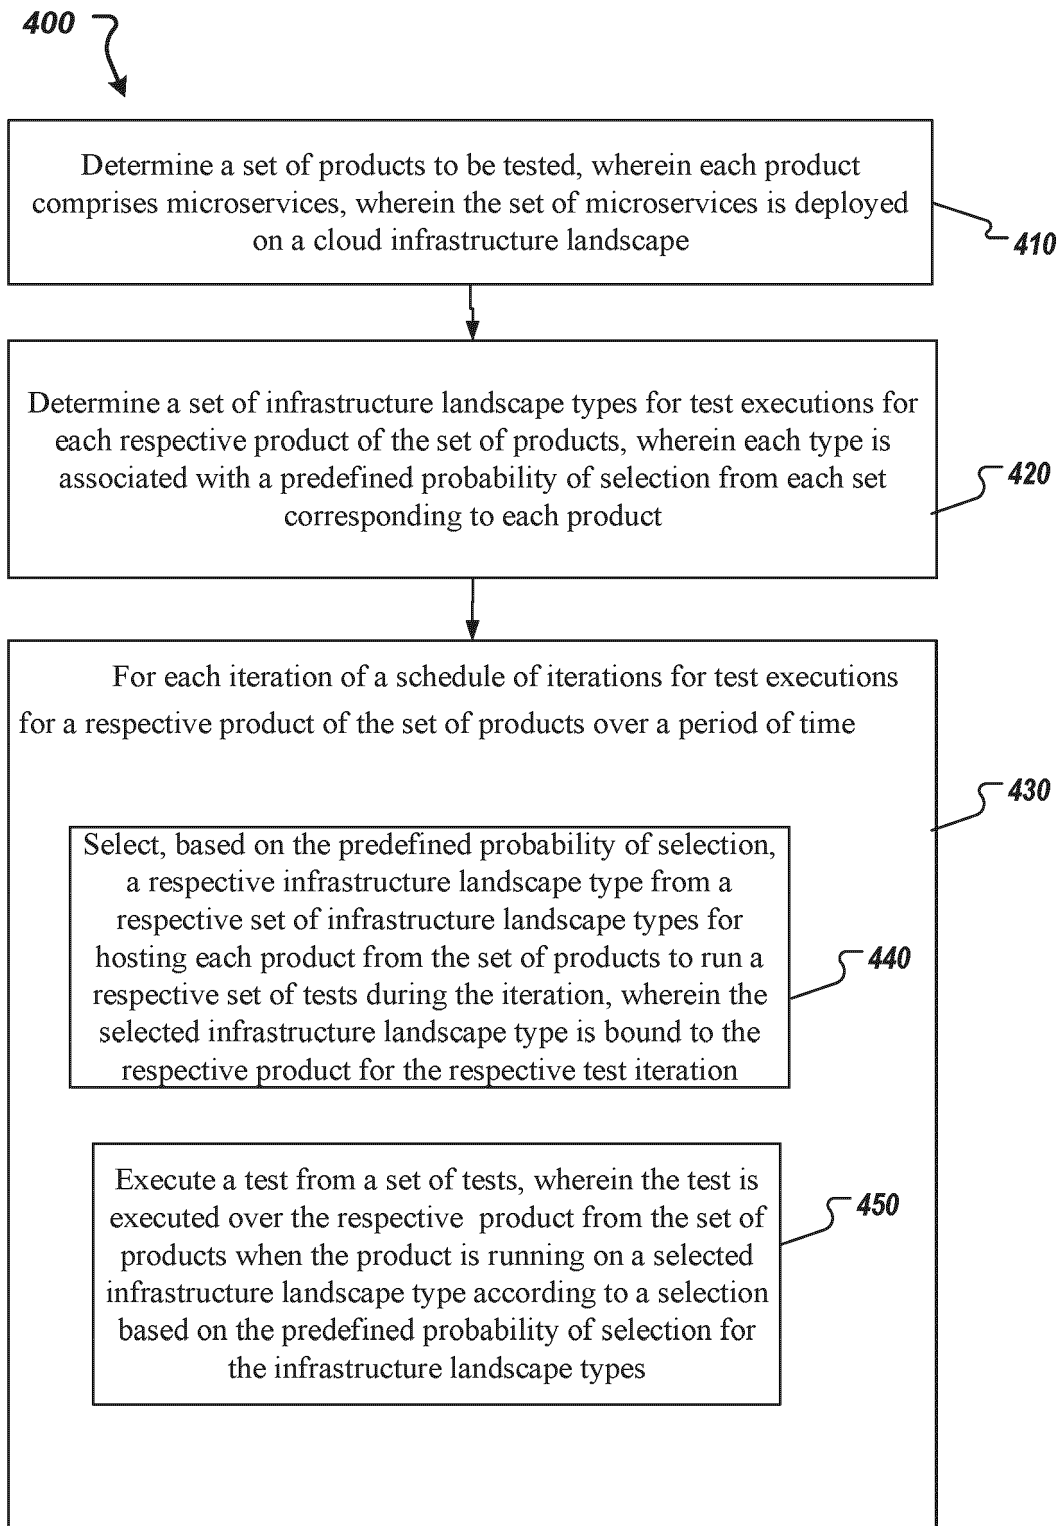 400
Determine a set of products to be tested, wherein each product
comprises microservices, wherein the set of microservices is deployed
on a cloud infrastructure landscape
410
Determine a set of infrastructure landscape types for test executions for
each respective product of the set of products, wherein each type is
associated with a predefined probability of selection from each set
corresponding to each product
420
For each iteration of a schedule of iterations for test executions
for a respective product of the set of products over a period of time
430
Select, based on the predefined probability of selection,
a respective infrastructure landscape type from a
respective set of infrastructure landscape types for
hosting each product from the set of products to run a
respective set of tests during the iteration, wherein the
selected infrastructure landscape type is bound to the
respective product for the respective test iteration
440
Execute a test from a set of tests, wherein the test is
executed over the respective product from the set of
products when the product is running on a selected
infrastructure landscape type according to a selection
based on the predefined probability of selection for
the infrastructure landscape types
450